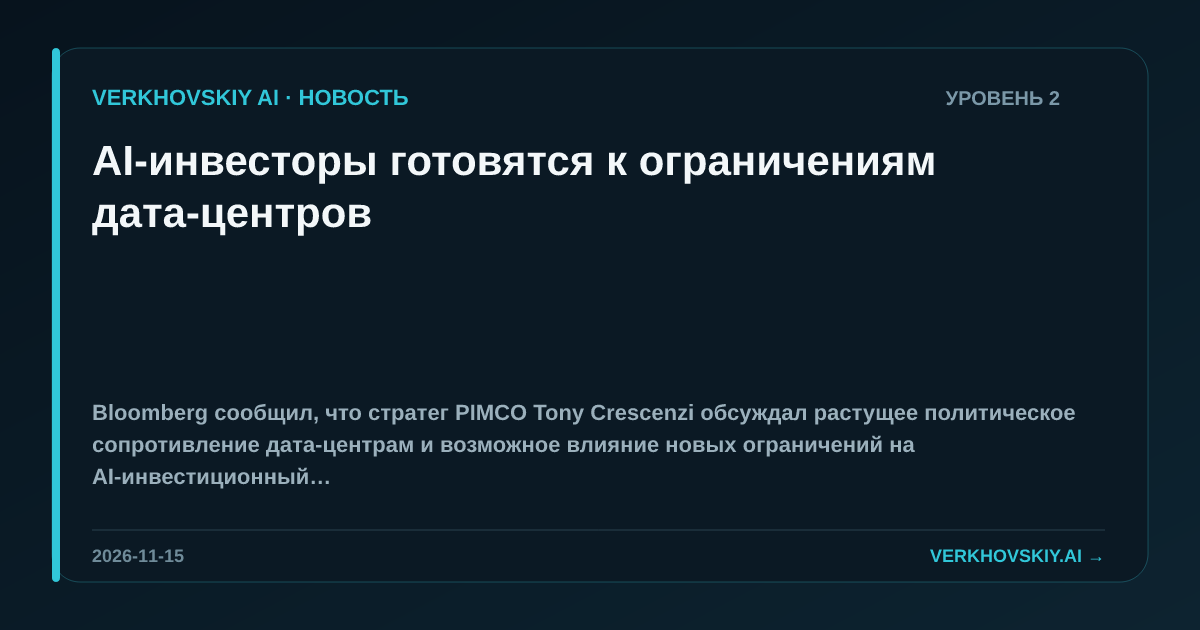 VERKHOVSKIY AI · НОВОСТЬ
УРОВЕНЬ 2
AI-инвесторы готовятся к ограничениям
дата-центров
Bloomberg сообщил, что стратег PIMCO Tony Crescenzi обсуждал растущее политическое
сопротивление дата-центрам и возможное влияние новых ограничений на
AI-инвестиционный…
2026-11-15
VERKHOVSKIY.AI →